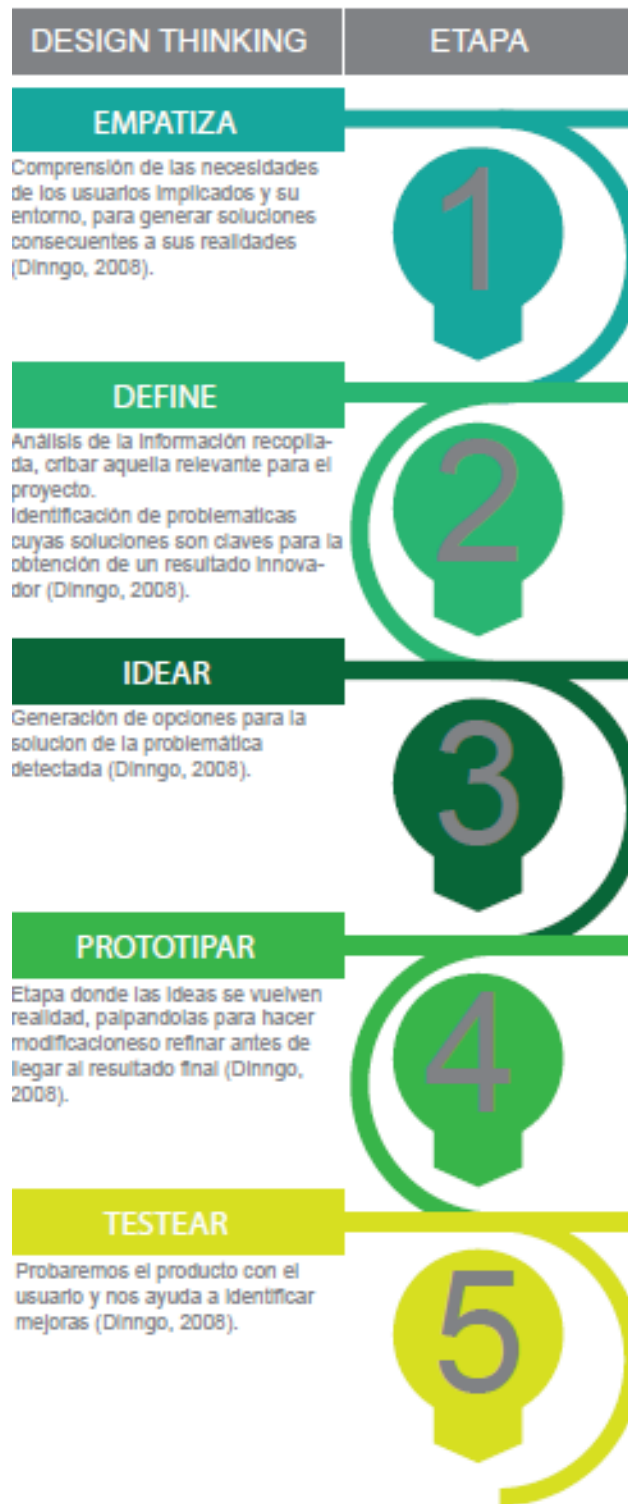 DESIGN THINKING ETAPA
EMPATIZA
Comprensión de las necesidades
de los usuarios implicados y su
entorno, para generar soluciones
consecuentes a sus realidades
(Dinngo, 2008).
1
DEFINE
Análisis de la información recopila-
da, cribar aquella relevante para el
proyecto.
Identificación de problematicas
cuyas soluciones son claves para la
obtención de un resultado innova-
dor (Dinngo, 2008).
2
IDEAR
Generación de opciones para la
solucion de la problemática
detectada (Dinngo, 2008).
3
PROTOTIPAR
Etapa donde las ideas se vuelven
realidad, palpandolas para hacer
modificacioneso refinar antes de
llegar al resultado final (Dinngo,
2008).
4
TESTEAR
Probaremos el producto con el
usuario y nos ayuda a identificar
mejoras (Dinngo, 2008).
5